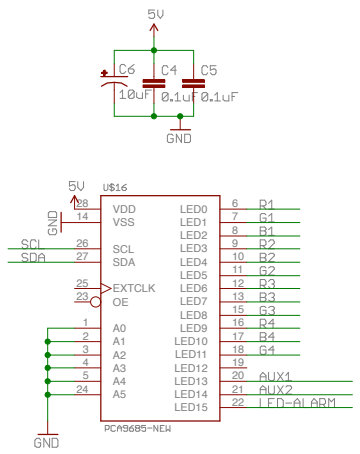 5V
C6 C4 C5
10uF 0.1uF 0.1uF
GND
U$16
5V
28 VDD LED0 6 R1
GND 14 VSS LED1 7 G1
LED2 8 B1
SCL 26 SCL LED3 9 R2
SDA 27 SDA LED4 10 B2
LED5 11 G2
25 EXTCLK LED6 12 R3
23 OE LED7 13 B3
LED8 15 G3
1 A0 LED9 16 R4
2 A1 LED10 17 B4
3 A2 LED11 18 G4
4 A3 LED12 19
5 A4 LED13 20 AUX1
24 A5 LED14 21 AUX2
LED15 22 LED-ALARM
PCA9685-NEW
GND